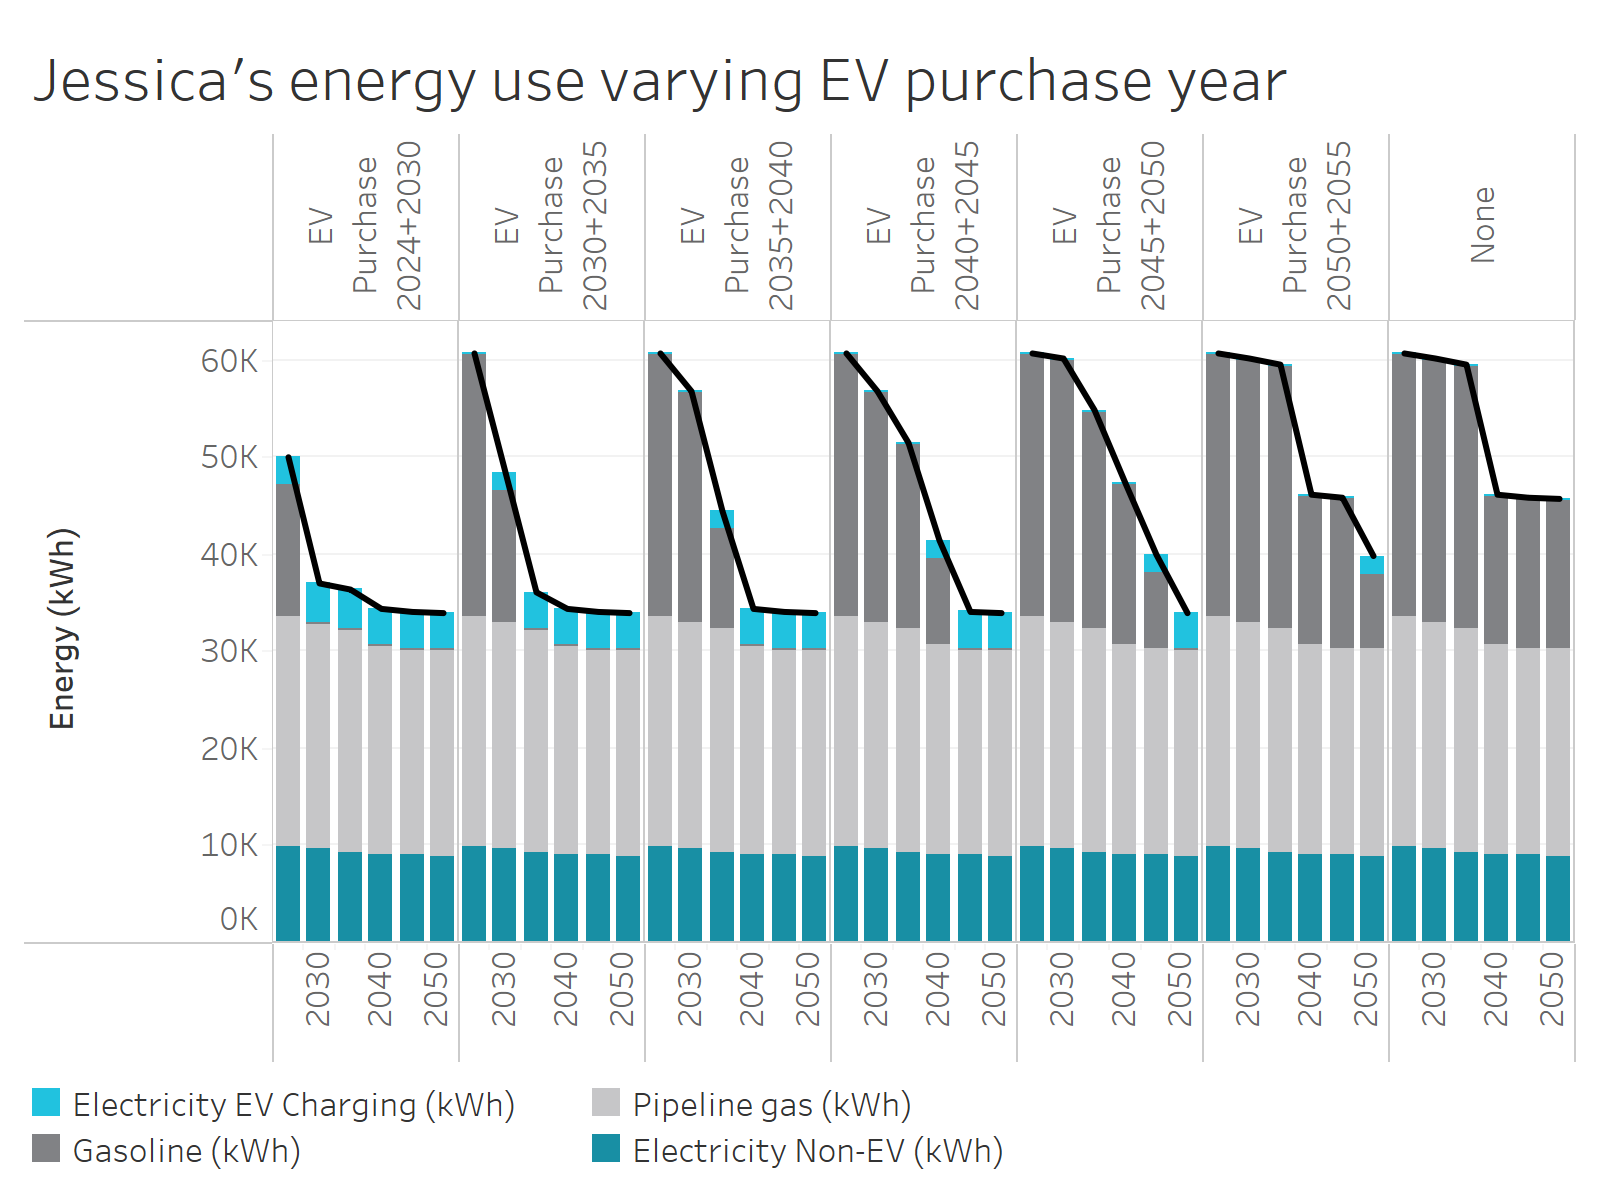 Jessica's energy use varying EV purchase year
EV
Purchase
2024+2030
EV
Purchase
2030+2035
EV
Purchase
2035+2040
EV
Purchase
2040+2045
EV
Purchase
2045+2050
EV
Purchase
2050+2055
None
Energy (kWh)
60K
50K
40K
30K
20K
10K
0K
2030 2040 2050 2030 2040 2050 2030 2040 2050 2030 2040 2050 2030 2040 2050 2030 2040 2050 2030 2040 2050
Electricity EV Charging (kWh) Pipeline gas (kWh)
Gasoline (kWh) Electricity Non-EV (kWh)